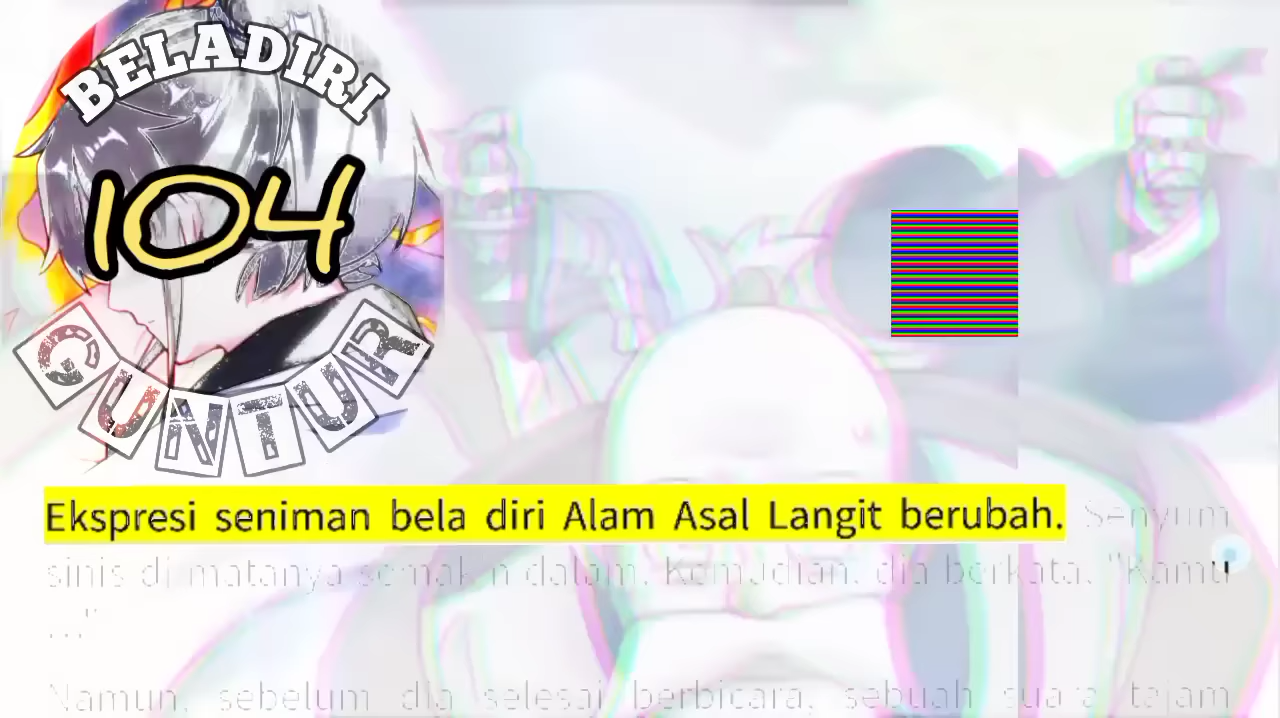 BELADIRI
104
GUNTUR
Ekspresi seniman bela diri Alam Asal Langit berubah. Senyum
sinis di matanya semakin dalam. Kemudian, dia berkata, "Kamu
..."
Namun, sebelum dia selesai berbicara, sebuah suara tajam